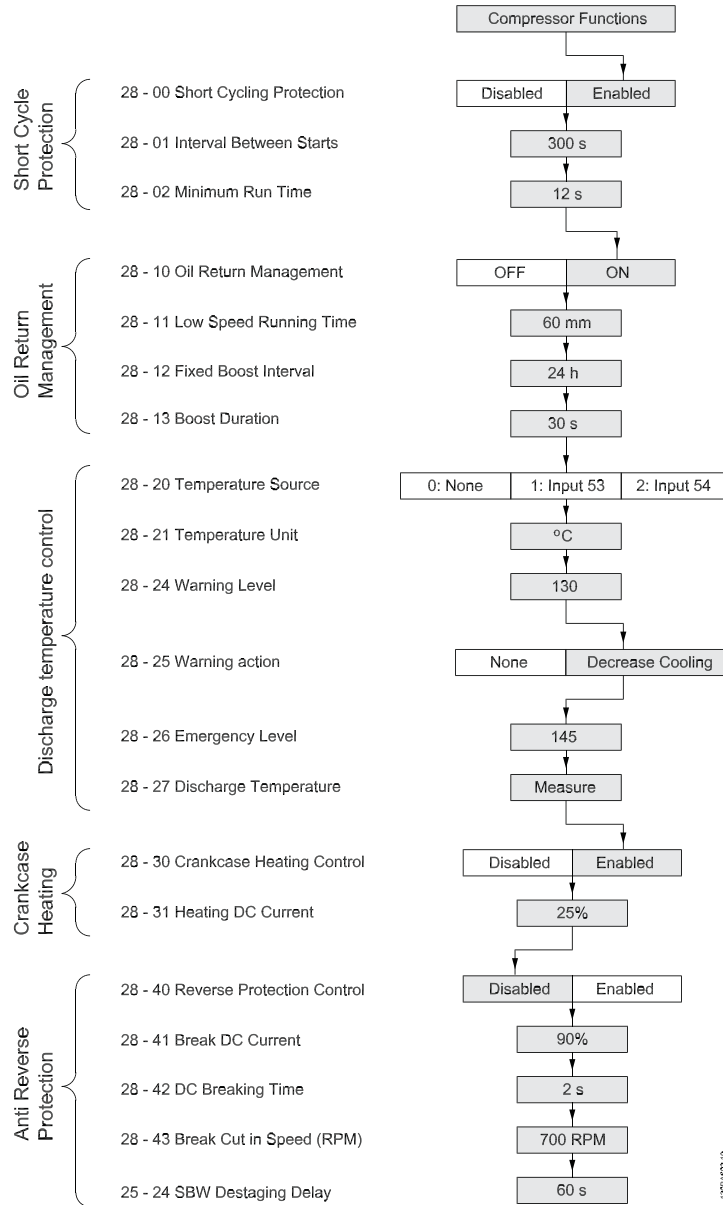 Compressor Functions
Short Cycle
Protection
28 - 00 Short Cycling Protection
Disabled
Enabled
28 - 01 Interval Between Starts
300 s
28 - 02 Minimum Run Time
12 s
Oil Return
Management
28 - 10 Oil Return Management
OFF
ON
28 - 11 Low Speed Running Time
60 mm
28 - 12 Fixed Boost Interval
24 h
28 - 13 Boost Duration
30 s
Discharge temperature control
28 - 20 Temperature Source
0: None
1: Input 53
2: Input 54
28 - 21 Temperature Unit
ºC
28 - 24 Warning Level
130
28 - 25 Warning action
None
Decrease Cooling
28 - 26 Emergency Level
145
28 - 27 Discharge Temperature
Measure
Crankcase
Heating
28 - 30 Crankcase Heating Control
Disabled
Enabled
28 - 31 Heating DC Current
25%
Anti Reverse
Protection
28 - 40 Reverse Protection Control
Disabled
Enabled
28 - 41 Break DC Current
90%
28 - 42 DC Breaking Time
2 s
28 - 43 Break Cut in Speed (RPM)
700 RPM
25 - 24 SBW Destaging Delay
60 s